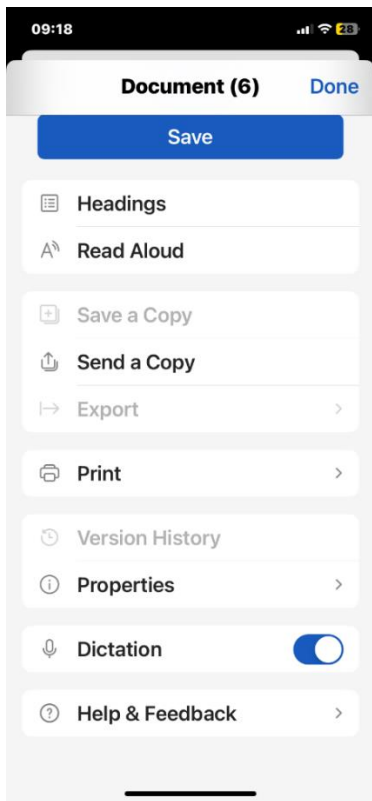 09:18 28
Document (6) Done
Save
Headings
Read Aloud
Save a Copy
Send a Copy
Export
Print
Version History
Properties
Dictation
Help & Feedback